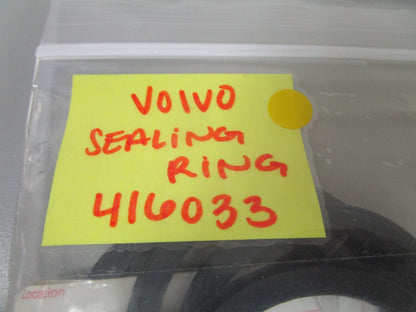 VOLVO
SEALING
RING
416033
Location